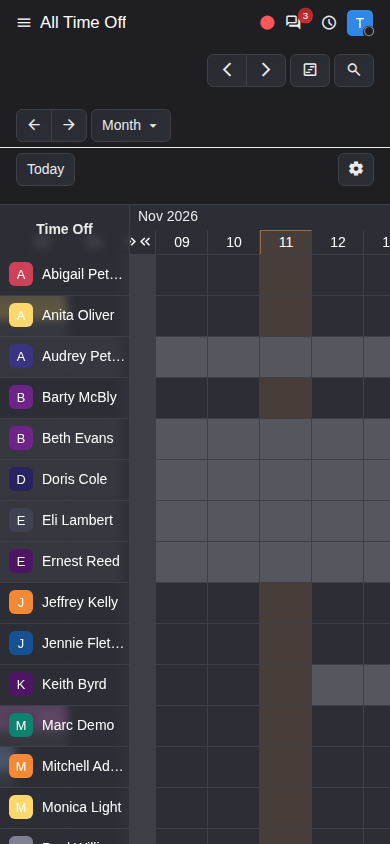 All Time Off
3
T
Month
Today
Time Off
Nov 2026
09 10 11 12
A Abigail Pet...
A Anita Oliver
A Audrey Pet...
B Barty McBly
B Beth Evans
D Doris Cole
E Eli Lambert
E Ernest Reed
J Jeffrey Kelly
J Jennie Flet...
K Keith Byrd
M Marc Demo
M Mitchell Ad...
M Monica Light